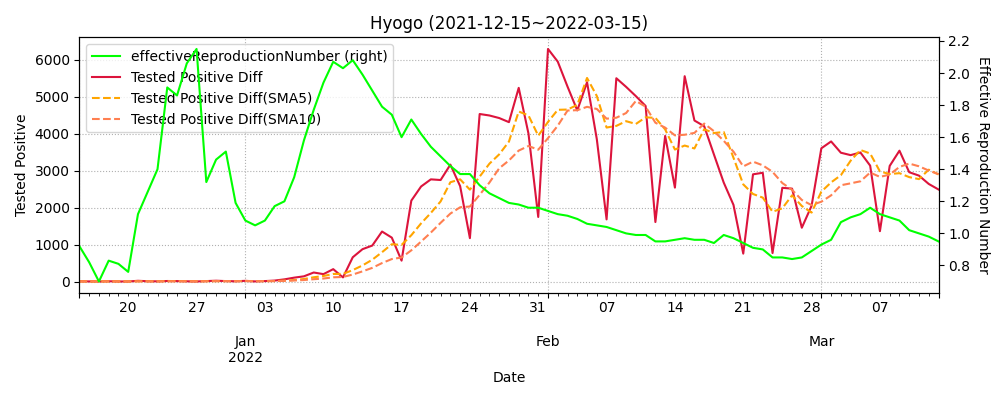 Hyogo (2021-12-15~2022-03-15)
effectiveReproductionNumber (right)
Tested Positive Diff
Tested Positive Diff(SMA5)
Tested Positive Diff(SMA10)
Tested Positive
6000
5000
4000
3000
2000
1000
0
2.2
2.0
1.8
1.6
1.4
1.2
1.0
0.8
Effective Reproduction Number
20 27 03 10 17 24 31 07 14 21 28 07
Jan Feb Mar
2022
Date